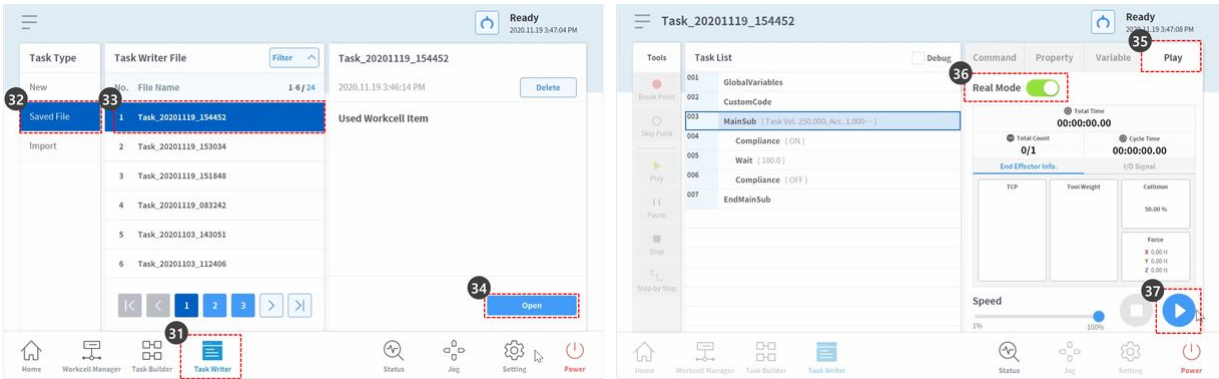 Ready
2020.11.19 3:47:04 PM
Task Type
New
32
Saved File
Import
Task Writer File
Filter
No. File Name 1-6 / 24
33
1 Task_20201119_154452
2 Task_20201119_153034
3 Task_20201119_151848
4 Task_20201119_083242
5 Task_20201103_143051
6 Task_20201103_112406
1 2 3
Task_20201119_154452
2020.11.19 3:46:14 PM
Delete
Used Workcell Item
34
Open
31
Home
Workcell Manager
Task Builder
Task Writer
Status
Jog
Setting
Power
Task_20201119_154452
Ready
2020.11.19 3:47:08 PM
35
Tools
Break Point
Skip Point
Play
Pause
Stop
Step by Step
Task List
Debug
001 GlobalVariables
002 CustomCode
003 MainSub ( Task Vel. 250.000, Acc. 1.000 ··· )
004 Compliance ( ON )
005 Wait ( 100.0 )
006 Compliance ( OFF )
007 EndMainSub
Command
Property
Variable
Play
36
Real Mode
Total Time
00:00:00.00
Total Count
0/1
Cycle Time
00:00:00.00
End Effector Info.
I/O Signal
TCP
Tool Weight
Collision
50.00 %
Force
X 0.00 N
Y 0.00 N
Z 0.00 N
37
Speed
1%
100%
Home
Workcell Manager
Task Builder
Task Writer
Status
Jog
Setting
Power